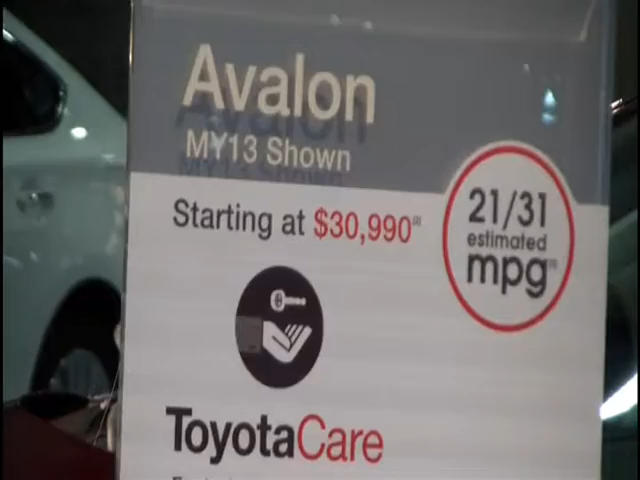 Avalon
MY13 Shown
Starting at $30,990
21/31
estimated
mpg
ToyotaCare